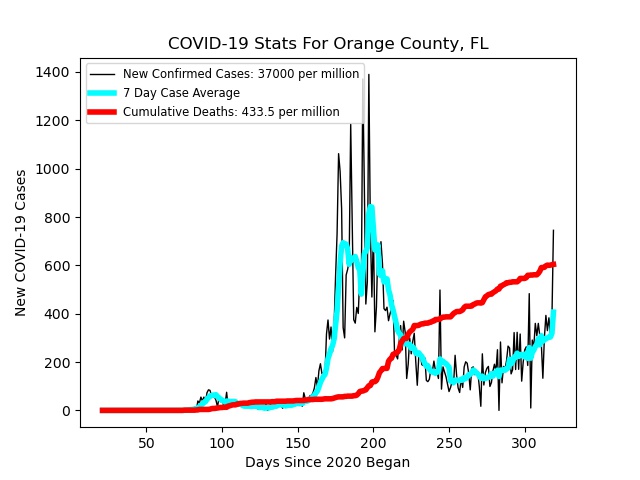 COVID-19 Stats For Orange County, FL
New Confirmed Cases: 37000 per million
7 Day Case Average
Cumulative Deaths: 433.5 per million
New COVID-19 Cases
1400
1200
1000
800
600
400
200
0
50 100 150 200 250 300
Days Since 2020 Began